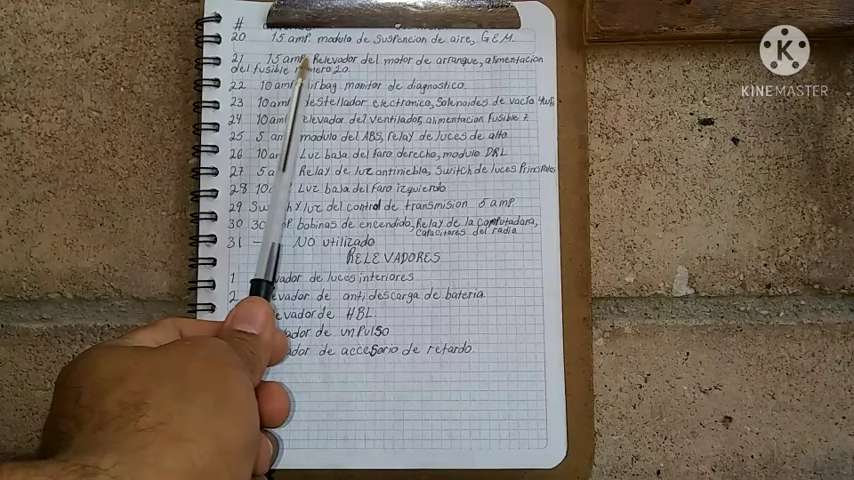 #
20 15 amp. modulo de suspencion de aire, G.E.M.
21 15 amp. Relevador del motor de arranque, alimentacion
del fusible numero 20.
22 10 amp airbag monitor de diagnostico.
23 10 amp destellador electronico, Solenoides de vacio 4wh
24 10 amp relevador del ventilador, alimentacion fusible 7
25 5 amp modulo del ABS, relay de luces de alto.
26 10 amp Luz baja del faro derecho, modulo DRL
27 5 amp Relay de luz antiniebla, Switch de luces Principales
28 10 Luz baja del faro izquierdo
29 Switch y luz del control de transmision 5 amp.
30 30 amp bobinas de encendido, Relay de la computadora,
capacitores del radio
31 NO utilizado
RELEVADORES
1 vador de luces interiores
2 evador de anti descarga de bateria.
evador de HBL
ador de un pulso
ador de accesorio de retardo
KINEMASTER